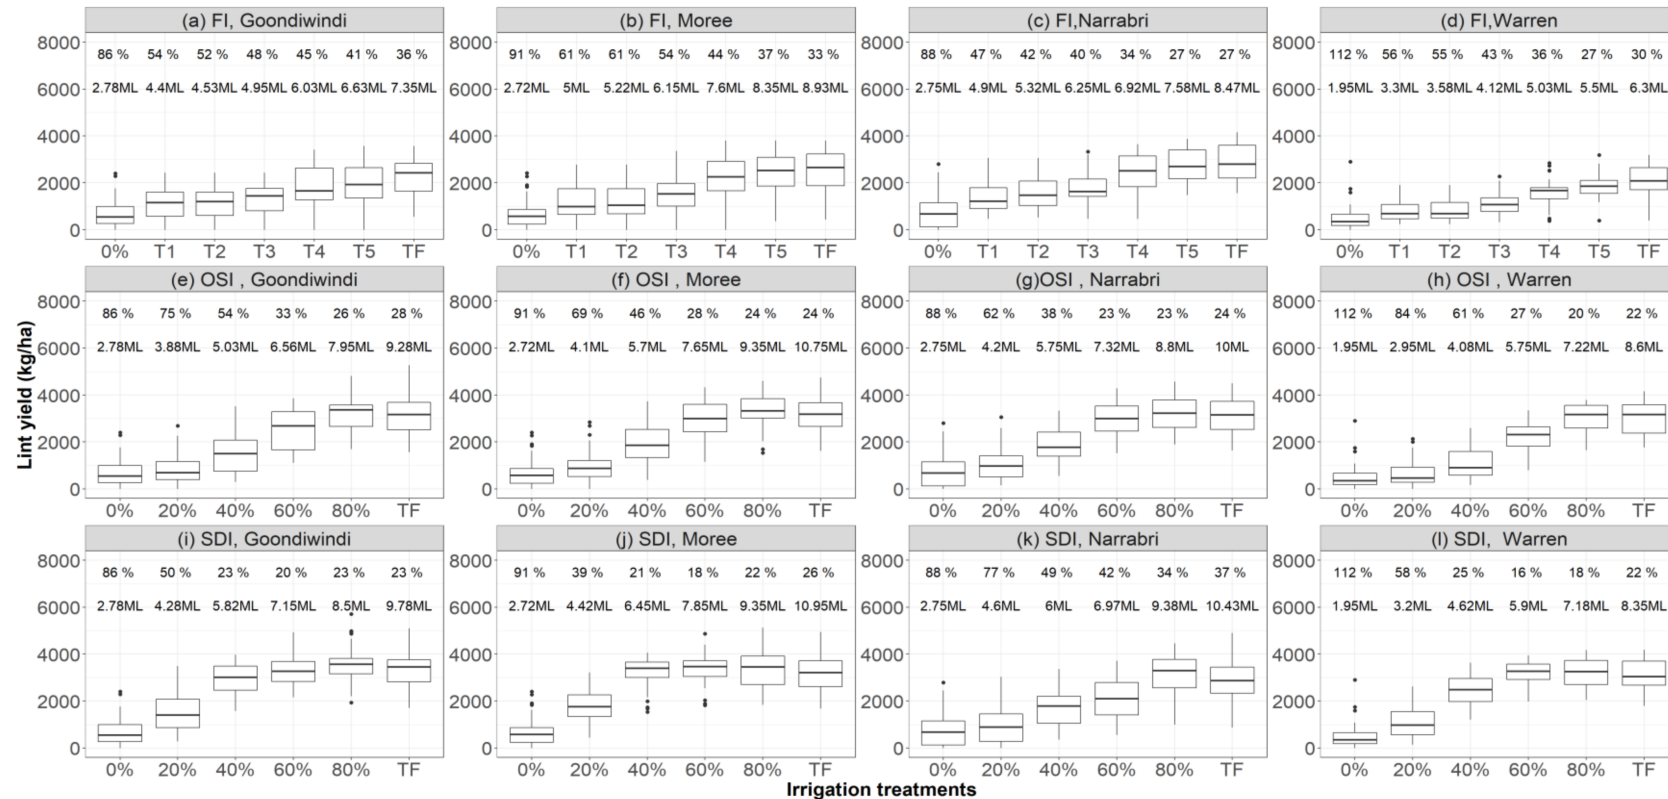 (a) FI, Goondiwindi
(b) FI, Moree
(c) FI,Narrabri
(d) FI,Warren
8000 86 % 54 % 52 % 48 % 45 % 41 % 36 %
8000 91 % 61 % 61 % 54 % 44 % 37 % 33 %
8000 88 % 47 % 42 % 40 % 34 % 27 % 27 %
8000 112 % 56 % 55 % 43 % 36 % 27 % 30 %
6000 2.78ML 4.4ML 4.53ML 4.95ML 6.03ML 6.63ML 7.35ML
6000 2.72ML 5ML 5.22ML 6.15ML 7.6ML 8.35ML 8.93ML
6000 2.75ML 4.9ML 5.32ML 6.25ML 6.92ML 7.58ML 8.47ML
6000 1.95ML 3.3ML 3.58ML 4.12ML 5.03ML 5.5ML 6.3ML
4000 4000 4000 4000
2000 2000 2000 2000
0 0 0 0
0% T1 T2 T3 T4 T5 TF
0% T1 T2 T3 T4 T5 TF
0% T1 T2 T3 T4 T5 TF
0% T1 T2 T3 T4 T5 TF
Lint yield (kg/ha)
(e) OSI , Goondiwindi
(f) OSI , Moree
(g)OSI , Narrabri
(h) OSI , Warren
8000 86 % 75 % 54 % 33 % 26 % 28 %
8000 91 % 69 % 46 % 28 % 24 % 24 %
8000 88 % 62 % 38 % 23 % 23 % 24 %
8000 112 % 84 % 61 % 27 % 20 % 22 %
6000 2.78ML 3.88ML 5.03ML 6.56ML 7.95ML 9.28ML
6000 2.72ML 4.1ML 5.7ML 7.65ML 9.35ML 10.75ML
6000 2.75ML 4.2ML 5.75ML 7.32ML 8.8ML 10ML
6000 1.95ML 2.95ML 4.08ML 5.75ML 7.22ML 8.6ML
4000 4000 4000 4000
2000 2000 2000 2000
0 0 0 0
0% 20% 40% 60% 80% TF
0% 20% 40% 60% 80% TF
0% 20% 40% 60% 80% TF
0% 20% 40% 60% 80% TF
(i) SDI, Goondiwindi
(j) SDI, Moree
(k) SDI, Narrabri
(l) SDI, Warren
8000 86 % 50 % 23 % 20 % 23 % 23 %
8000 91 % 39 % 21 % 18 % 22 % 26 %
8000 88 % 77 % 49 % 42 % 34 % 37 %
8000 112 % 58 % 25 % 16 % 18 % 22 %
6000 2.78ML 4.28ML 5.82ML 7.15ML 8.5ML 9.78ML
6000 2.72ML 4.42ML 6.45ML 7.85ML 9.35ML 10.95ML
6000 2.75ML 4.6ML 6ML 6.97ML 9.38ML 10.43ML
6000 1.95ML 3.2ML 4.62ML 5.9ML 7.18ML 8.35ML
4000 4000 4000 4000
2000 2000 2000 2000
0 0 0 0
0% 20% 40% 60% 80% TF
0% 20% 40% 60% 80% TF
0% 20% 40% 60% 80% TF
0% 20% 40% 60% 80% TF
Irrigation treatments